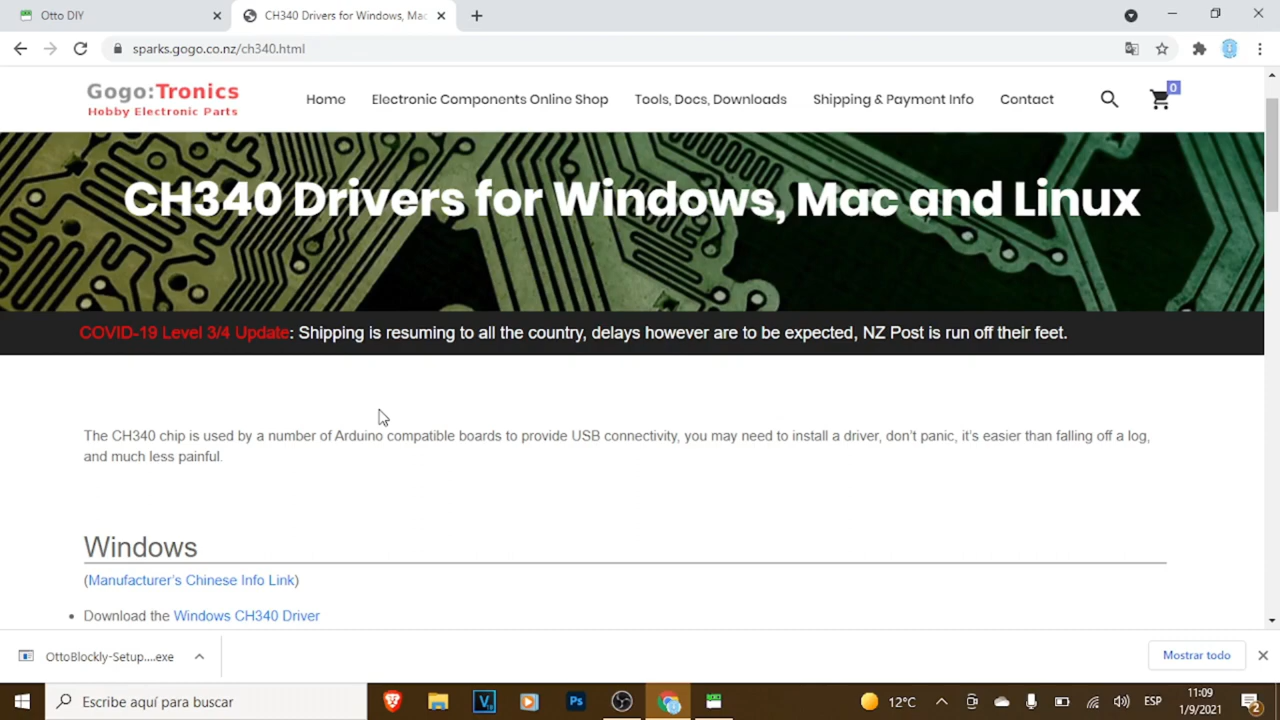 Otto DIY
CH340 Drivers for Windows, Mac
sparks.gogo.co.nz/ch340.html
Gogo:Tronics
Hobby Electronic Parts
Home
Electronic Components Online Shop
Tools, Docs, Downloads
Shipping & Payment Info
Contact
0
CH340 Drivers for Windows, Mac and Linux
COVID-19 Level 3/4 Update: Shipping is resuming to all the country, delays however are to be expected, NZ Post is run off their feet.
The CH340 chip is used by a number of Arduino compatible boards to provide USB connectivity, you may need to install a driver, don't panic, it's easier than falling off a log,
and much less painful.
Windows
(Manufacturer's Chinese Info Link)
• Download the Windows CH340 Driver
OttoBlockly-Setup....exe
Mostrar todo
Escribe aquí para buscar
Ps
12°C
ESP
11:09
1/9/2021
2